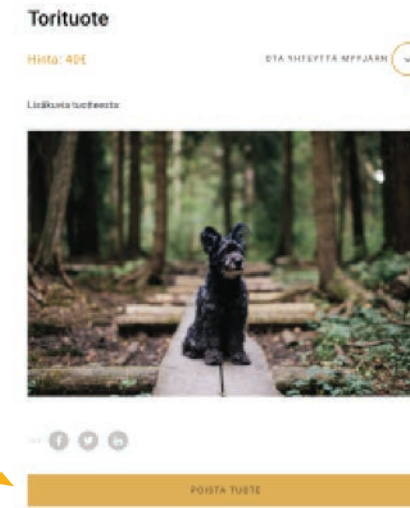 Torituote
Hinta: 40€
OTA YHTEYTTÄ MYYJÄÄN
Lisäkuvia tuotteesta:
POISTA TUOTE